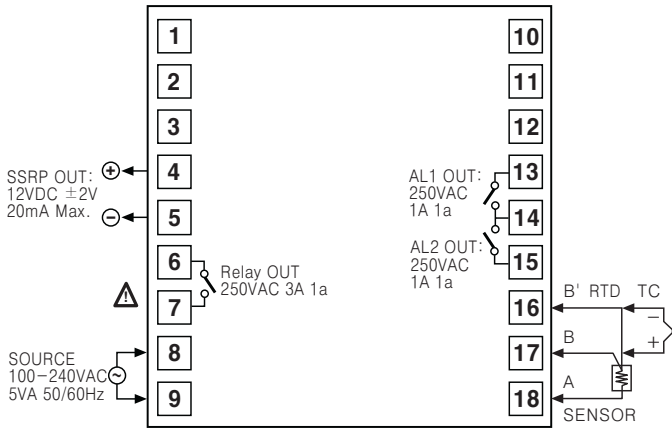 1
2
3
4
5
6
7
8
9
10
11
12
13
14
15
16
17
18
SSRP OUT:
12VDC ±2V
20mA Max.
+
−
Relay OUT
250VAC 3A 1a
SOURCE
100−240VAC
5VA 50/60Hz
AL1 OUT:
250VAC
1A 1a
AL2 OUT:
250VAC
1A 1a
B' RTD TC
−
+
B
A
SENSOR